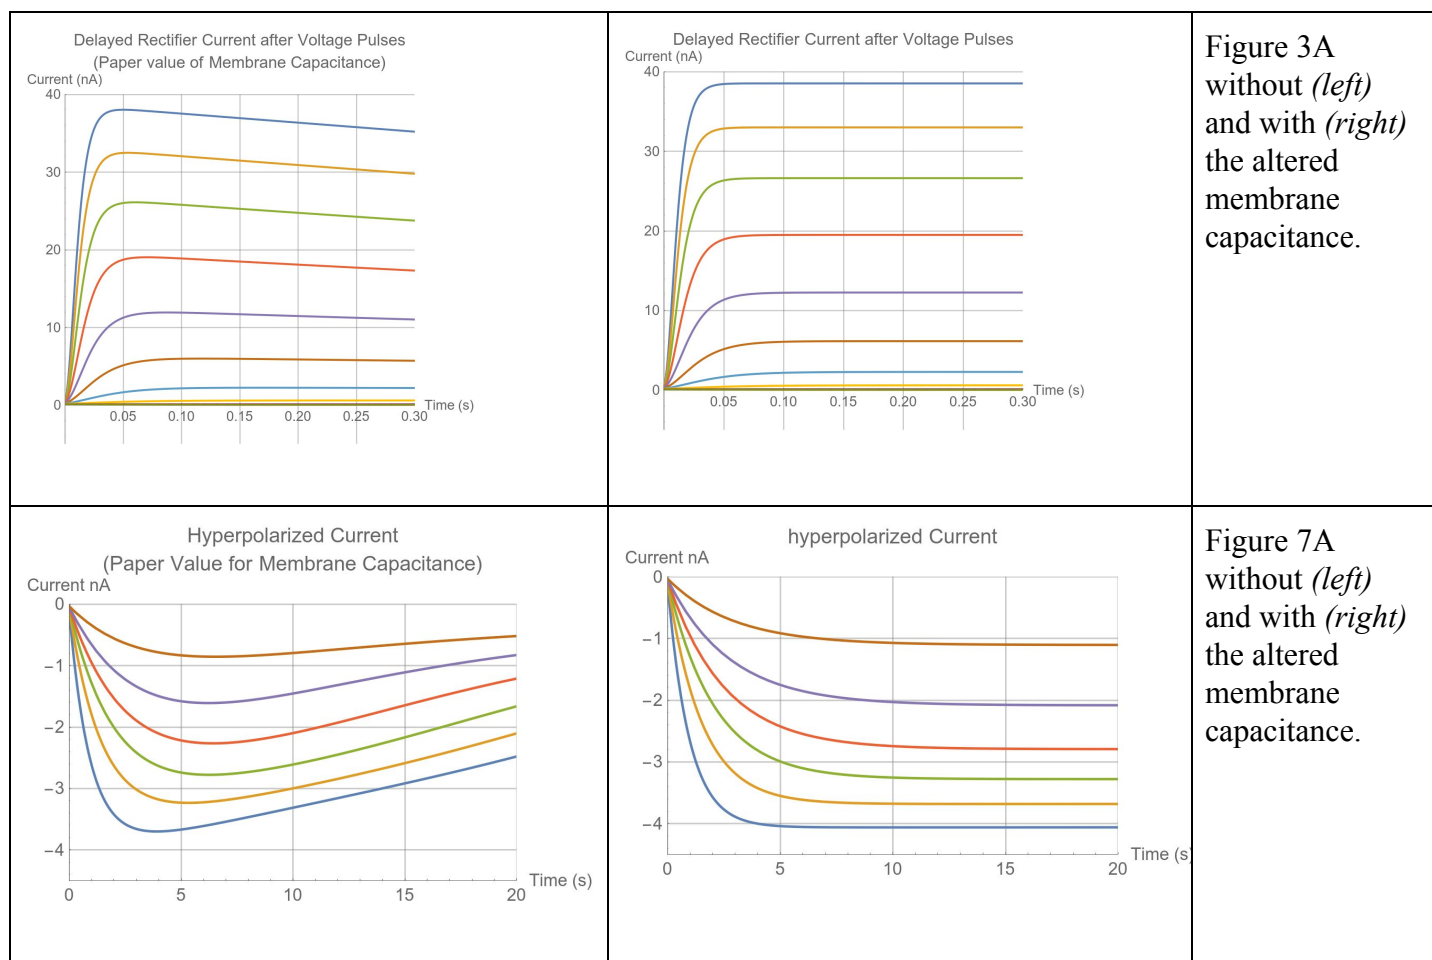 Delayed Rectifier Current after Voltage Pulses
(Paper value of Membrane Capacitance)
Current (nA)
40
30
20
10
0
0.05 0.10 0.15 0.20 0.25 0.30
Time (s)
Delayed Rectifier Current after Voltage Pulses
Current (nA)
40
30
20
10
0
0.05 0.10 0.15 0.20 0.25 0.30
Time (s)
Figure 3A
without (left)
and with (right)
the altered
membrane
capacitance.
Hyperpolarized Current
(Paper Value for Membrane Capacitance)
Current nA
0
−1
−2
−3
−4
0 5 10 15 20
Time (s)
hyperpolarized Current
Current nA
0
−1
−2
−3
−4
0 5 10 15 20
Time (s)
Figure 7A
without (left)
and with (right)
the altered
membrane
capacitance.